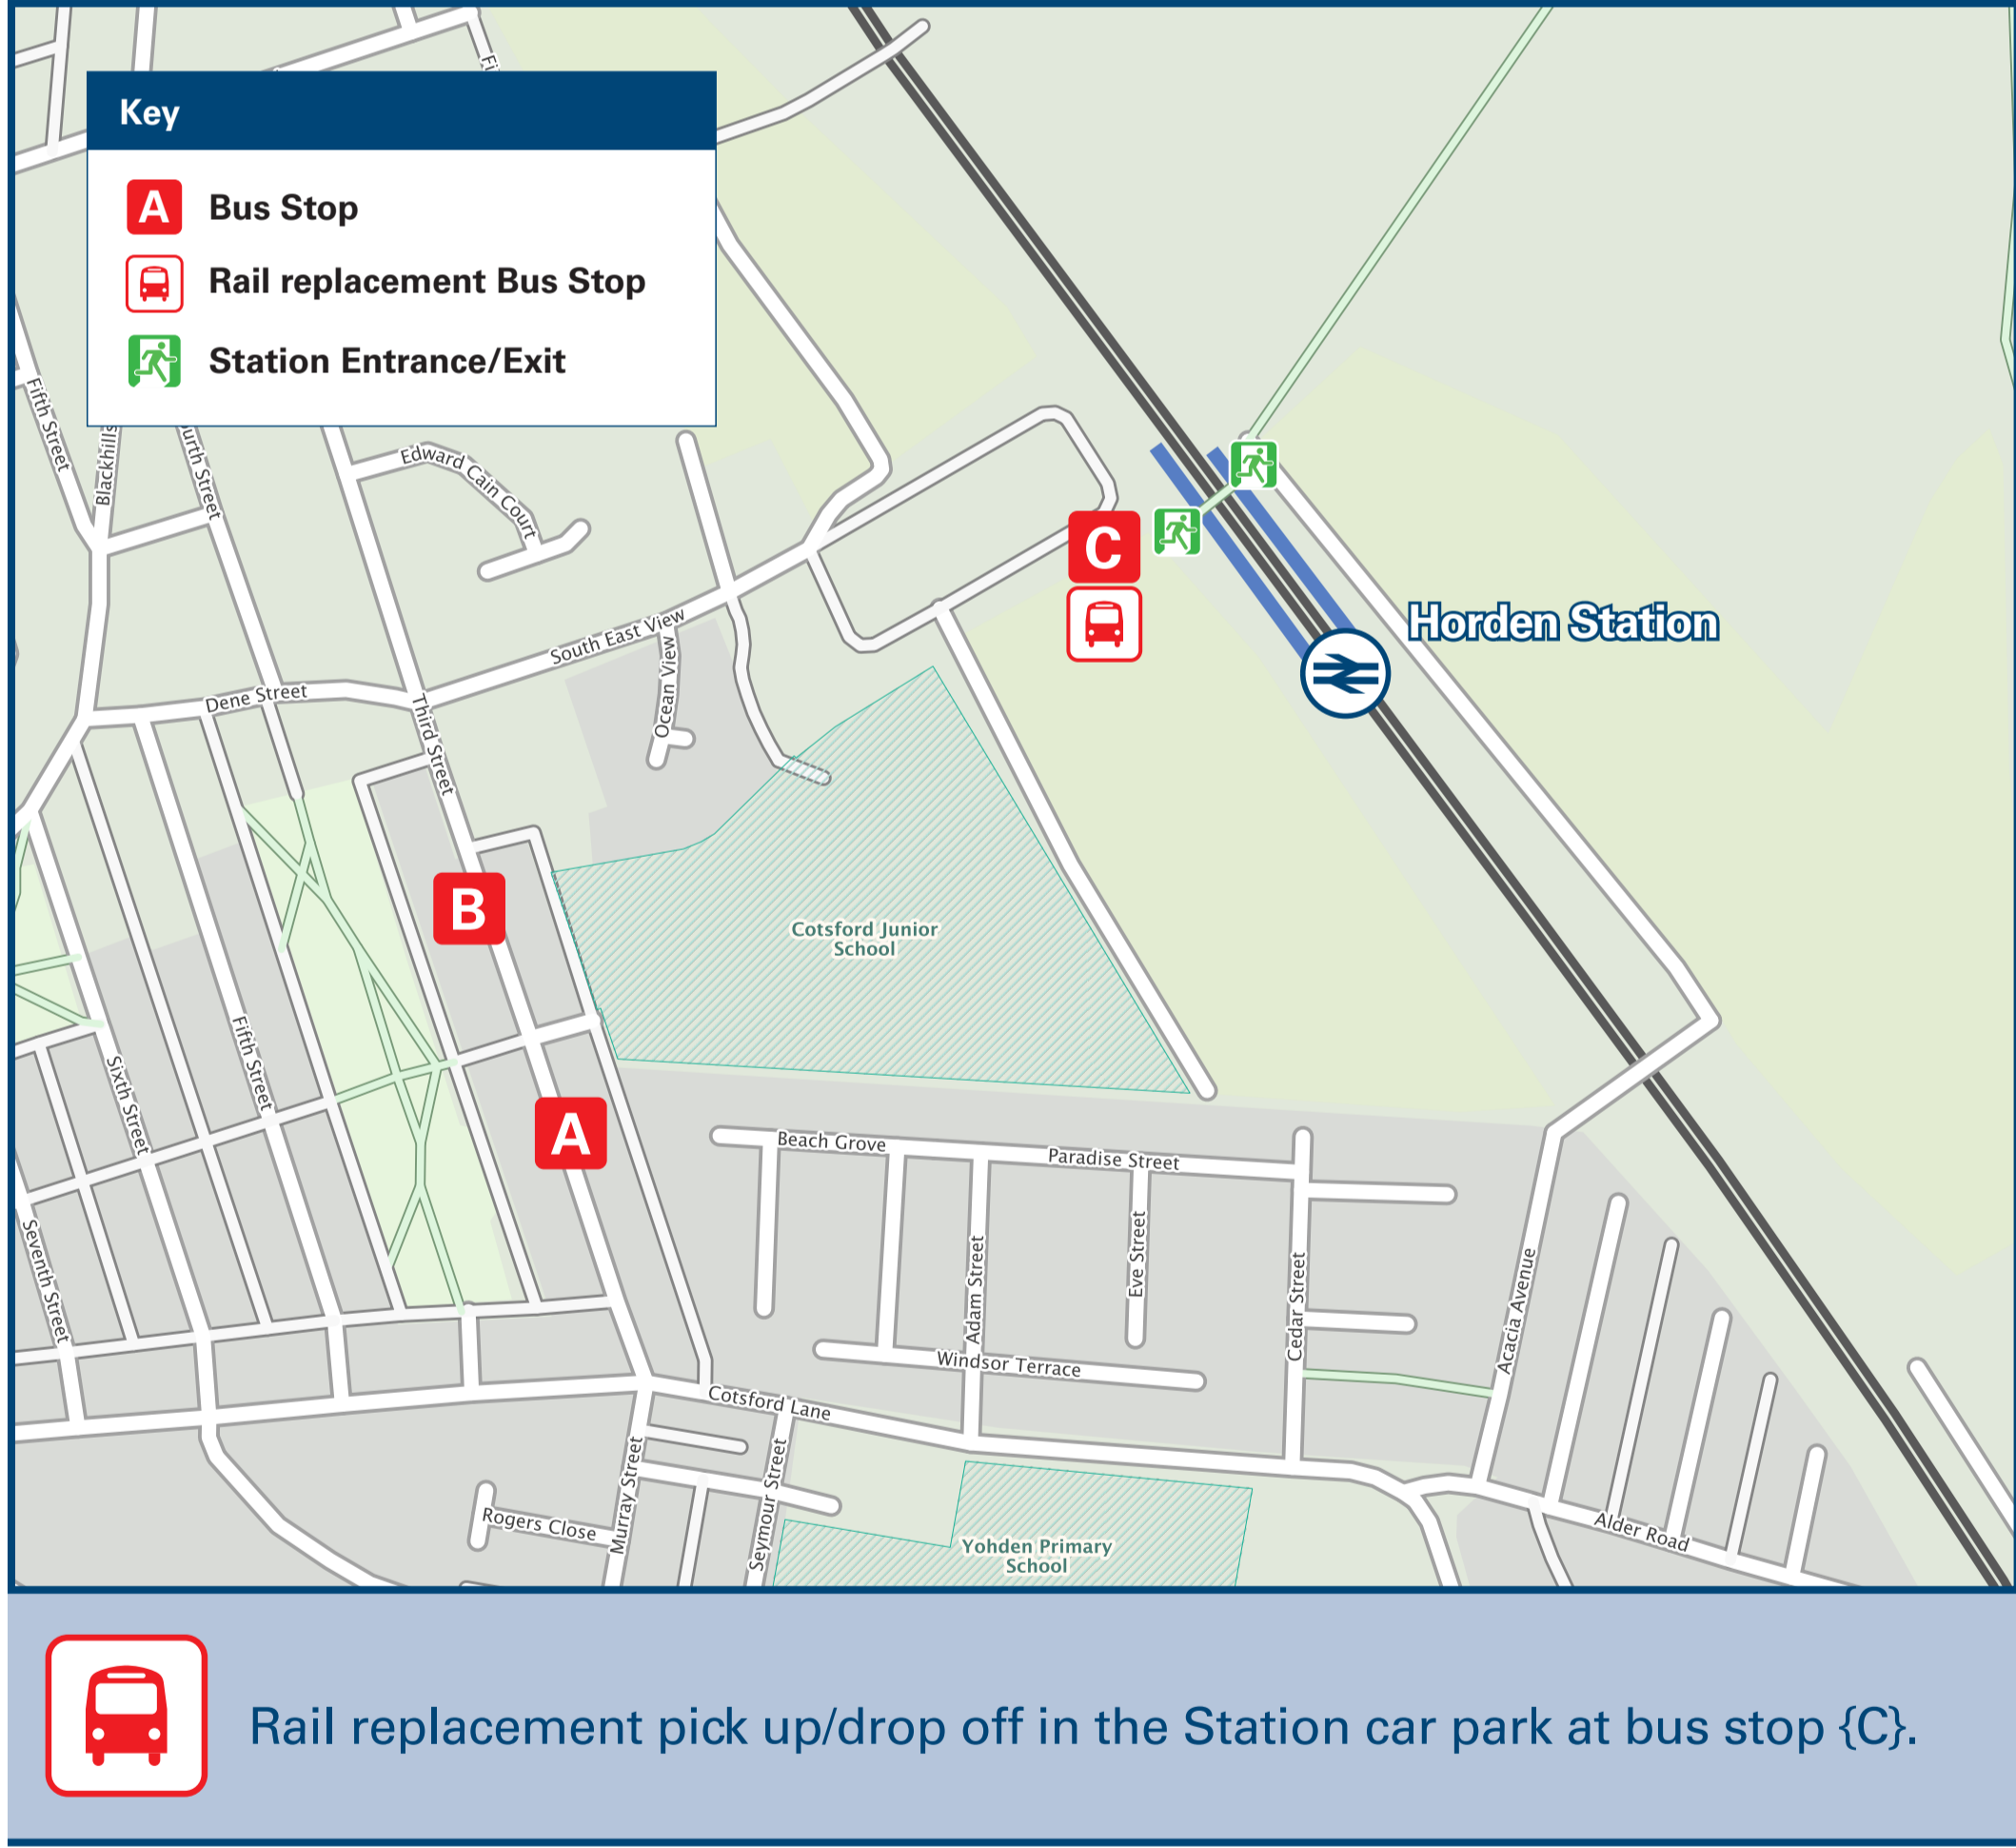 Key
A Bus Stop
Rail replacement Bus Stop
Station Entrance/Exit
Fi
Fifth Street
Blackhills
urth Street
Edward Cain Court
C
Horden Station
South East View
Ocean View
Dene Street
Third Street
B
Cotsford Junior
School
Fifth Street
Sixth Street
A
Beach Grove
Paradise Street
Seventh Street
Adam Street
Eve Street
Cedar Street
Acacia Avenue
Windsor Terrace
Cotsford Lane
Murray Street
Seymour Street
Rogers Close
Alder Road
Yohden Primary
School
Rail replacement pick up/drop off in the Station car park at bus stop {C}.